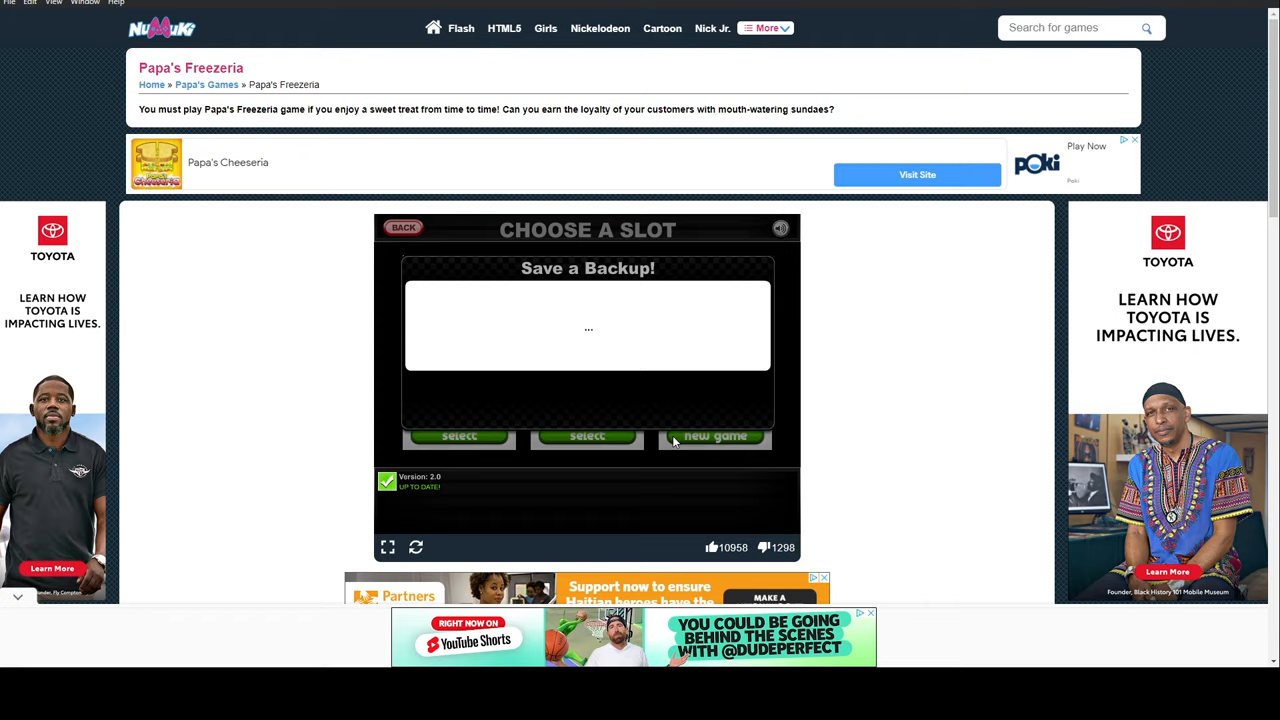 File Edit View Window Help
NuMuKi
Flash HTML5 Girls Nickelodeon Cartoon Nick Jr. More
Search for games
Papa's Freezeria
Home » Papa's Games » Papa's Freezeria
You must play Papa's Freezeria game if you enjoy a sweet treat from time to time! Can you earn the loyalty of your customers with mouth-watering sundaes?
Papa's Cheeseria
Visit Site
poki
Play Now
Poki
TOYOTA
LEARN HOW
TOYOTA IS
IMPACTING LIVES.
Learn More
BACK
CHOOSE A SLOT
Save a Backup!
...
select
select
new game
Version: 2.0
UP TO DATE!
10958
1298
TOYOTA
LEARN HOW
TOYOTA IS
IMPACTING LIVES.
Learn More
Founder, Black History 101 Mobile Museum
Partners
Support now to ensure
Haitian heroes have the
MAKE A
RIGHT NOW ON
YouTube Shorts
YOU COULD BE GOING
BEHIND THE SCENES
WITH @DUDEPERFECT